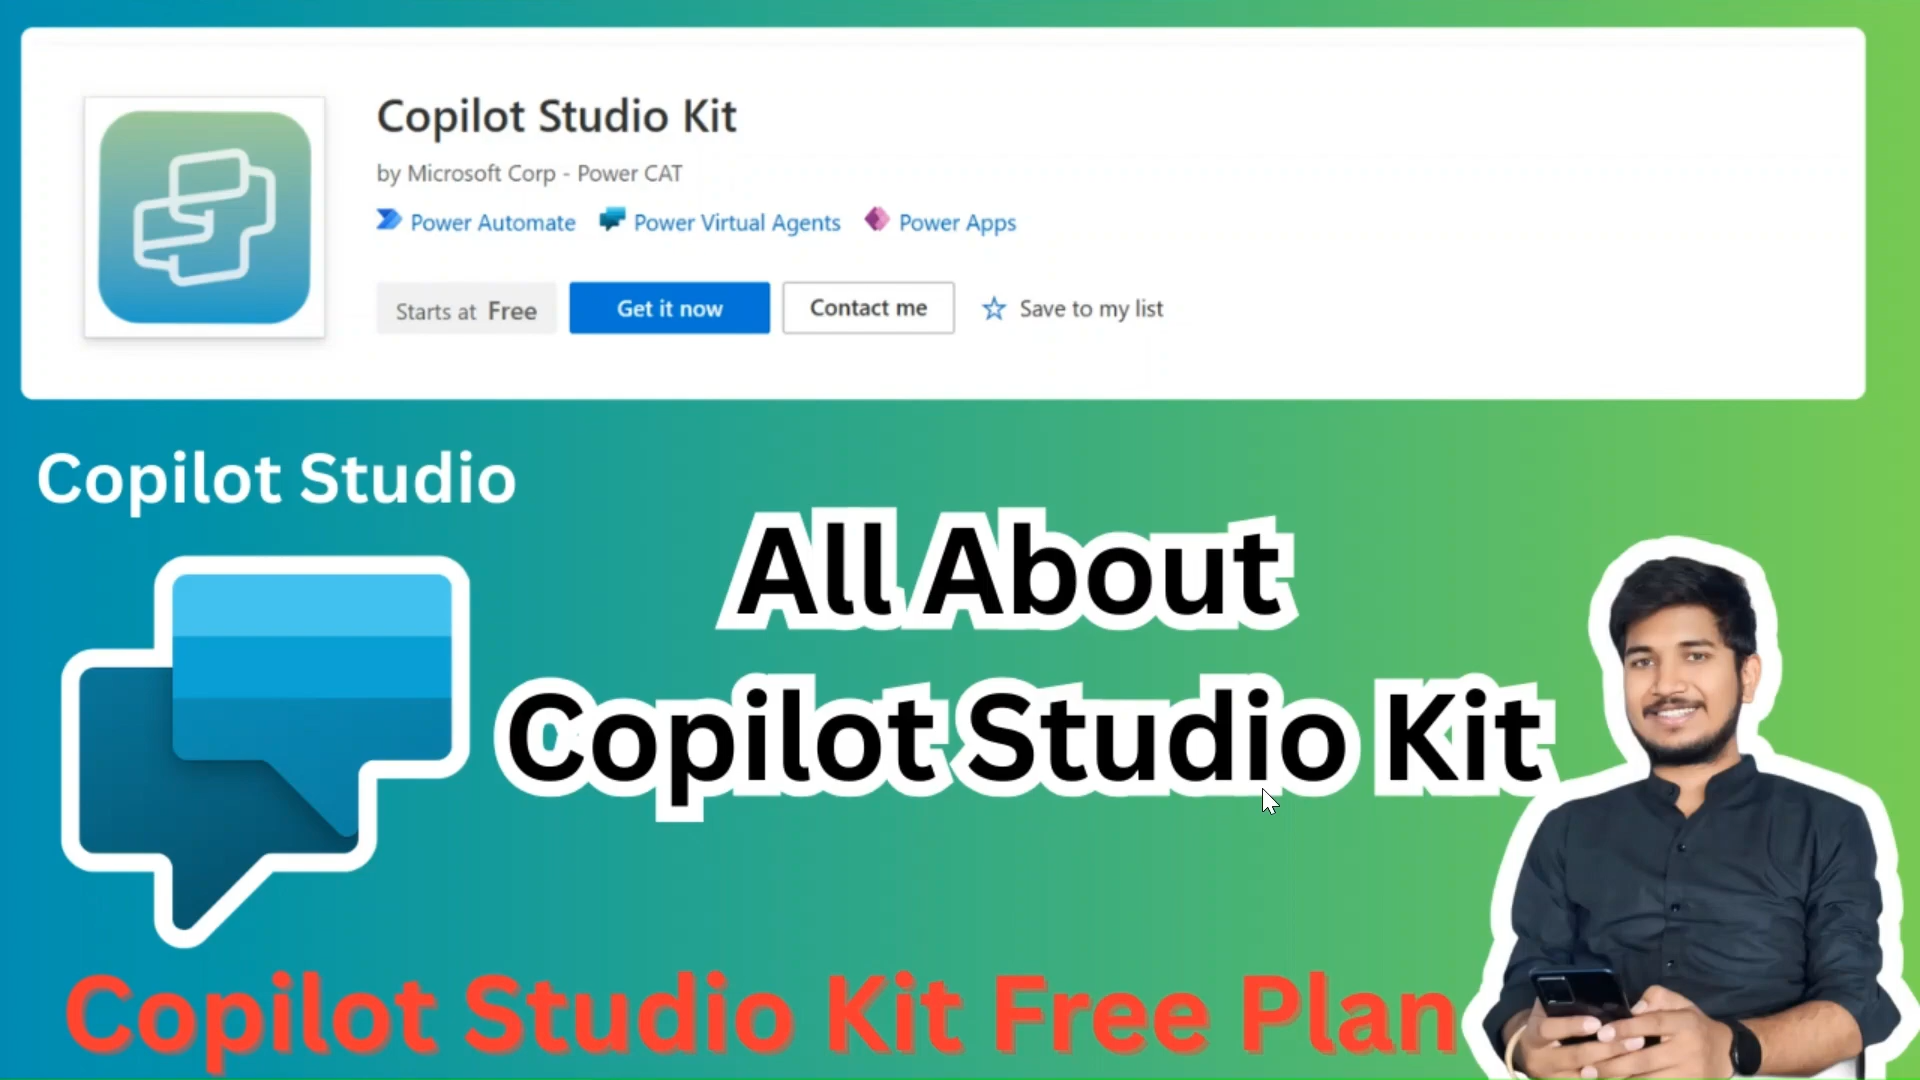 Copilot Studio Kit
by Microsoft Corp - Power CAT
Power Automate Power Virtual Agents Power Apps
Starts at Free Get it now Contact me Save to my list
Copilot Studio
All About
Copilot Studio Kit
Copilot Studio Kit Free Plan